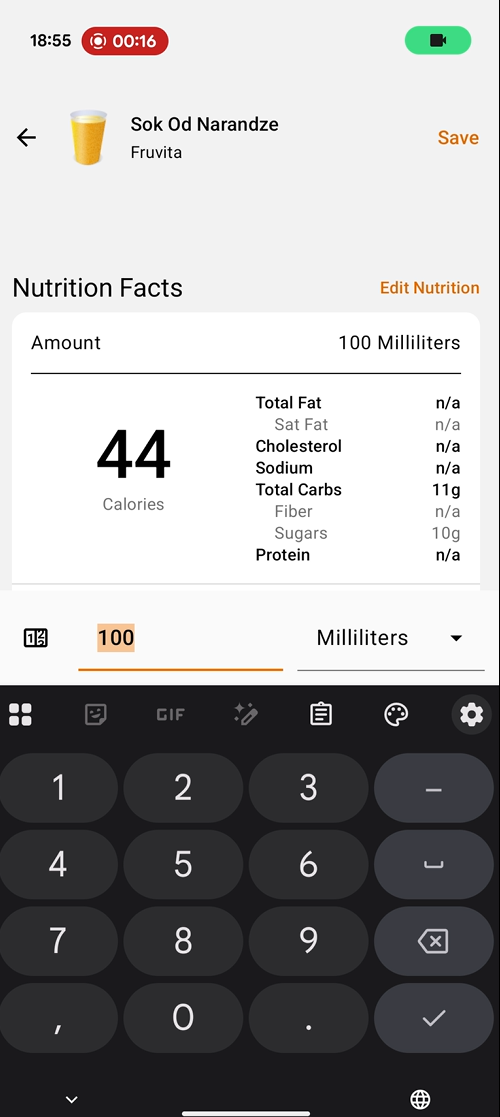 18:55 00:16
Sok Od Narandze
Fruvita
Save
Nutrition Facts
Edit Nutrition
Amount 100 Milliliters
44
Calories
Total Fat n/a
Sat Fat n/a
Cholesterol n/a
Sodium n/a
Total Carbs 11g
Fiber n/a
Sugars 10g
Protein n/a
100 Milliliters
GIF
1 2 3 –
4 5 6
7 8 9
, 0 .